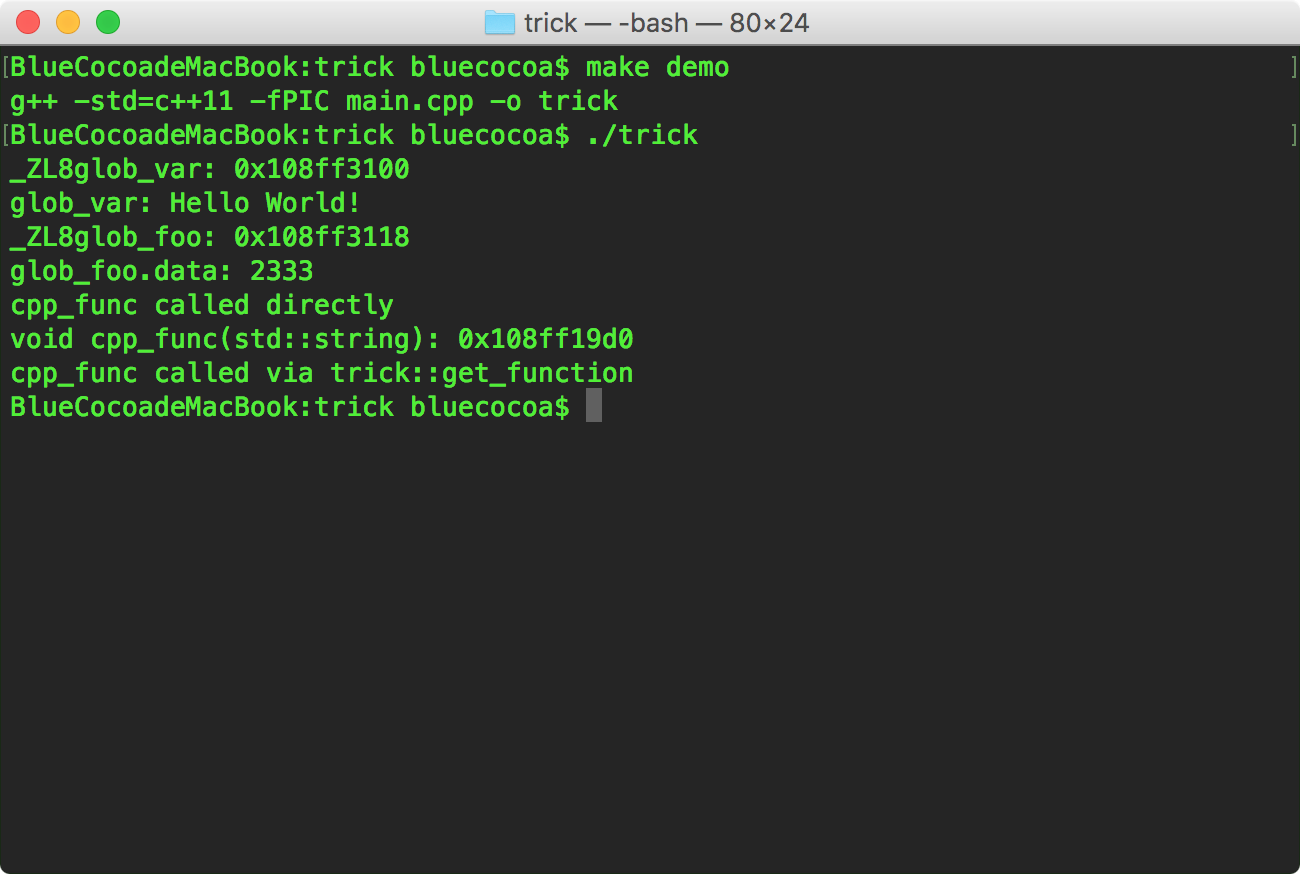 trick — -bash — 80×24
[BlueCocoadeMacBook:trick bluecocoa$ make demo ]
g++ -std=c++11 -fPIC main.cpp -o trick
[BlueCocoadeMacBook:trick bluecocoa$ ./trick ]
_ZL8glob_var: 0x108ff3100
glob_var: Hello World!
_ZL8glob_foo: 0x108ff3118
glob_foo.data: 2333
cpp_func called directly
void cpp_func(std::string): 0x108ff19d0
cpp_func called via trick::get_function
BlueCocoadeMacBook:trick bluecocoa$